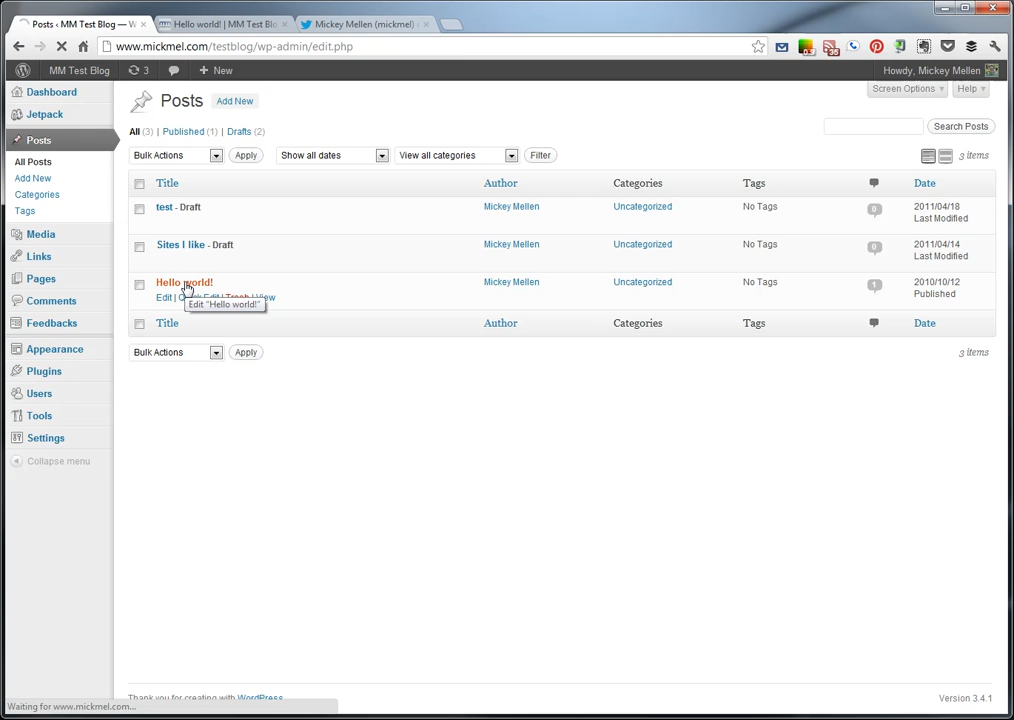 Posts ‹ MM Test Blog — W
Hello world! | MM Test Blo
Mickey Mellen (mickmel)
www.mickmel.com/testblog/wp-admin/edit.php
MM Test Blog
3
New
Howdy, Mickey Mellen
Dashboard
Jetpack
Posts
All Posts
Add New
Categories
Tags
Media
Links
Pages
Comments
Feedbacks
Appearance
Plugins
Users
Tools
Settings
Collapse menu
Posts
Add New
Screen Options
Help
All (3) | Published (1) | Drafts (2)
Search Posts
Bulk Actions
Apply
Show all dates
View all categories
Filter
3 items
Title
Author
Categories
Tags
Date
test - Draft
Mickey Mellen
Uncategorized
No Tags
0
2011/04/18
Last Modified
Sites I like - Draft
Mickey Mellen
Uncategorized
No Tags
0
2011/04/14
Last Modified
Hello world!
Mickey Mellen
Uncategorized
No Tags
1
2010/10/12
Published
Edit | Quick Edit | Trash | View
Edit "Hello world!"
Title
Author
Categories
Tags
Date
Bulk Actions
Apply
3 items
Thank you for creating with WordPress
Version 3.4.1
Waiting for www.mickmel.com...